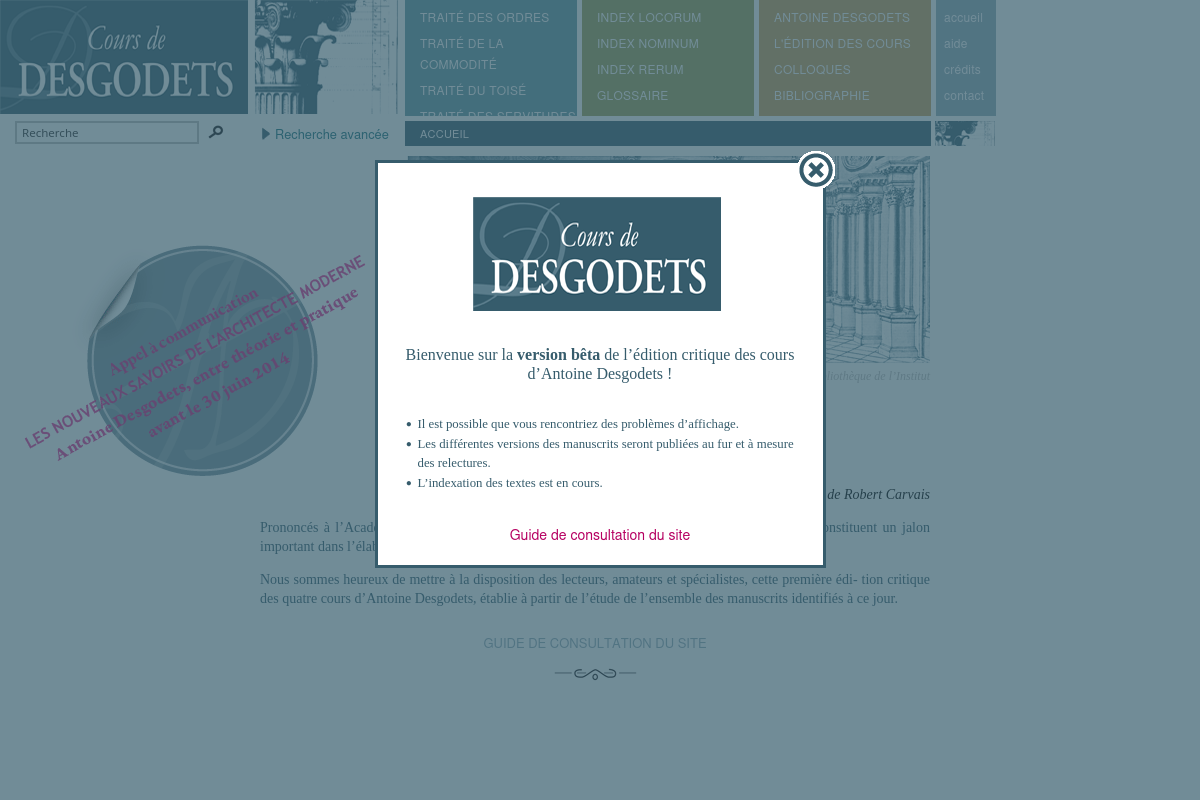 Cours de
DESGODETS
TRAITÉ DES ORDRES
TRAITÉ DE LA
COMMODITÉ
TRAITÉ DU TOISÉ
TRAITÉ DES SERVITUDES
INDEX LOCORUM
INDEX NOMINUM
INDEX RERUM
GLOSSAIRE
ANTOINE DESGODETS
L'ÉDITION DES COURS
COLLOQUES
BIBLIOGRAPHIE
accueil
aide
crédits
contact
Recherche
Recherche avancée
ACCUEIL
Appel à communication
LES NOUVEAUX SAVOIRS DE L'ARCHITECTE MODERNE
Antoine Desgodets, entre théorie et pratique
avant le 30 juin 2014
Cours de
DESGODETS
Bienvenue sur la version bêta de l’édition critique des cours
d’Antoine Desgodets !
• Il est possible que vous rencontriez des problèmes d’affichage.
• Les différentes versions des manuscrits seront publiées au fur et à mesure
des relectures.
• L’indexation des textes est en cours.
Guide de consultation du site
de l’Institut
de Robert Carvais
Prononcés à un jalon
important dans
Nous sommes heureux de mettre à la disposition des lecteurs, amateurs et spécialistes, cette première édi- tion critique
des quatre cours d’Antoine Desgodets, établie à partir de l’étude de l’ensemble des manuscrits identifiés à ce jour.
GUIDE DE CONSULTATION DU SITE